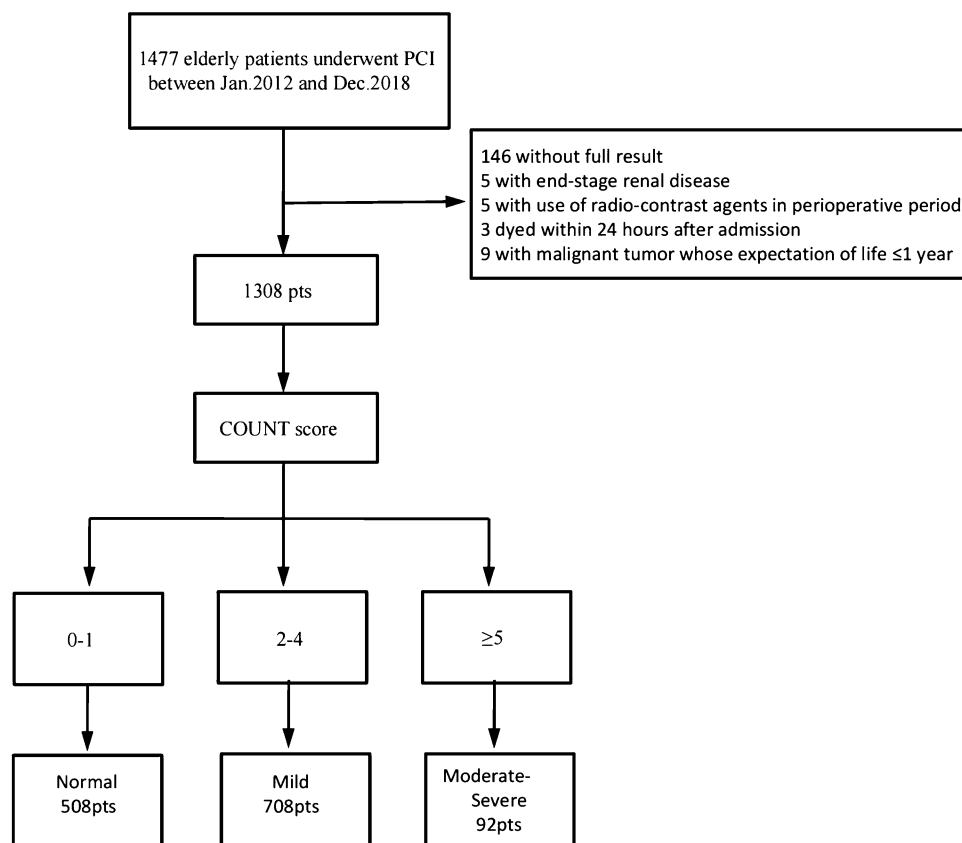 1477 elderly patients underwent PCI
between Jan.2012 and Dec.2018
146 without full result
5 with end-stage renal disease
5 with use of radio-contrast agents in perioperative period
3 dyed within 24 hours after admission
9 with malignant tumor whose expectation of life ≤1 year
1308 pts
COUNT score
0-1
2-4
≥5
Normal
508pts
Mild
708pts
Moderate-
Severe
92pts